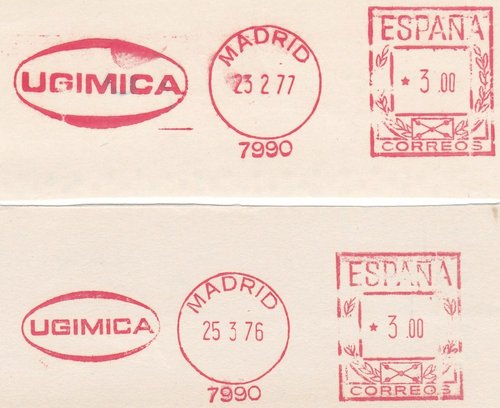 UGIMICA
MADRID
23 2 77
7990
ESPAÑA
* 3 00
CORREOS
UGIMICA
MADRID
25 3 76
7990
ESPAÑA
* 3 00
CORREOS